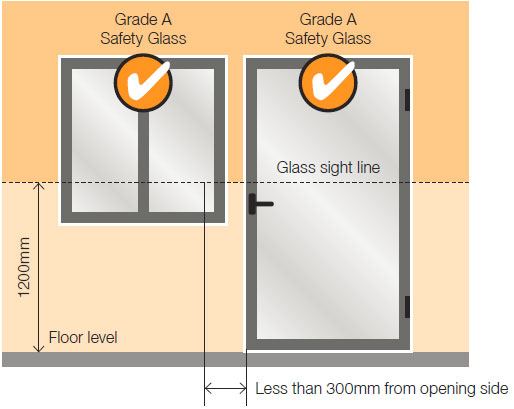 Grade A
Safety Glass
Grade A
Safety Glass
Glass sight line
1200mm
Floor level
Less than 300mm from opening side